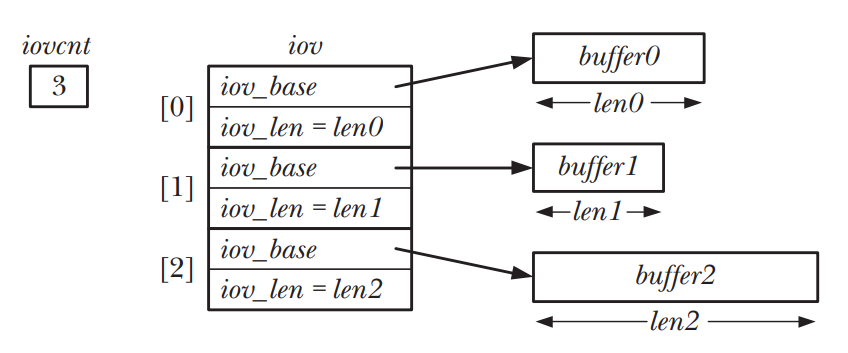 iovcnt
3
iov
[0]
iov_base
iov_len = len0
[1]
iov_base
iov_len = len1
[2]
iov_base
iov_len = len2
buffer0
len0
buffer1
len1
buffer2
len2